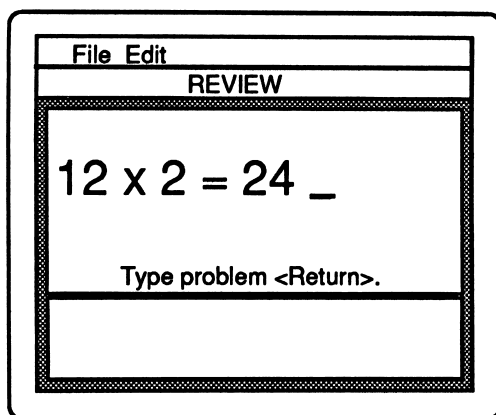 File Edit
REVIEW
12 x 2 = 24 _
Type problem <Return>.